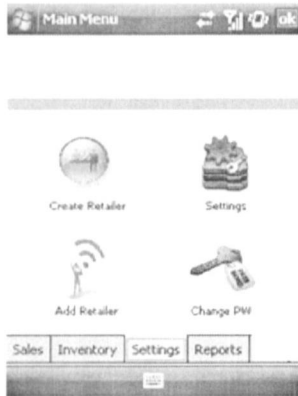 Main Menu ok
Create Retailer Settings
Add Retailer Change PW
Sales Inventory Settings Reports